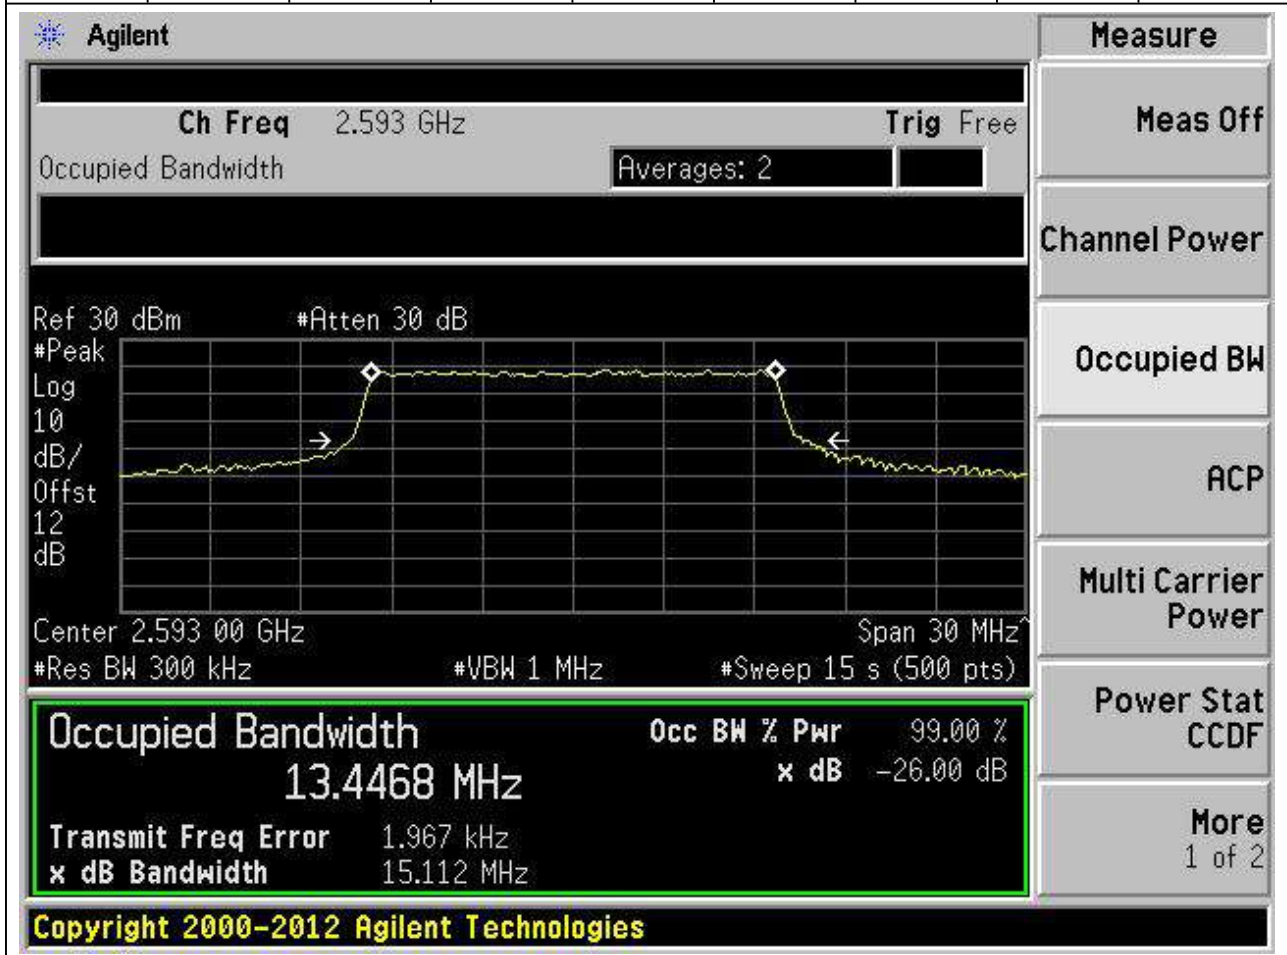 Agilent
Measure
Ch Freq 2.593 GHz Trig Free
Occupied Bandwidth Averages: 2
Meas Off
Channel Power
Ref 30 dBm #Atten 30 dB
#Peak
Log
10
dB/
Offst
12
dB
Occupied BW
ACP
Center 2.593 00 GHz Span 30 MHz^
#Res BW 300 kHz #VBW 1 MHz #Sweep 15 s (500 pts)
Multi Carrier
Power
Occupied Bandwidth Occ BW % Pwr 99.00 %
13.4468 MHz x dB -26.00 dB
Transmit Freq Error 1.967 kHz
x dB Bandwidth 15.112 MHz
Power Stat
CCDF
More
1 of 2
Copyright 2000-2012 Agilent Technologies